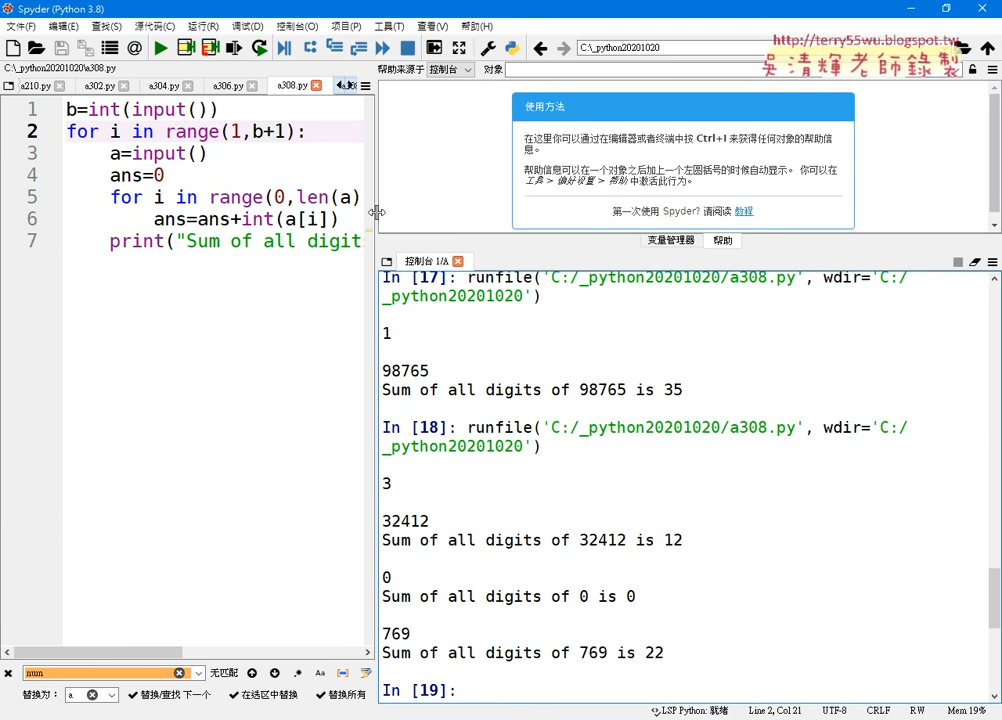 Spyder (Python 3.8)
文件(F) 编辑(E) 查找(S) 源代码(C) 运行(R) 调试(D) 控制台(O) 项目(P) 工具(T) 查看(V) 帮助(H)
C:\_python20201020
http://terry55wu.blogspot.tw
吳清輝老師錄製
C:\_python20201020\a308.py
帮助来源于 控制台 对象
a210.py a302.py a304.py a306.py a308.py
1 b=int(input())
2 for i in range(1,b+1):
3 a=input()
4 ans=0
5 for i in range(0,len(a)
6 ans=ans+int(a[i])
7 print("Sum of all digit
使用方法
在这里你可以通过在编辑器或者终端中按 Ctrl+I 来获得任何对象的帮助信
息。
帮助信息可以在一个对象之后加上一个左圆括号的时候自动显示。 你可以在
工具 > 偏好设置 > 帮助 中激活此行为。
第一次使用 Spyder? 请阅读 教程
变量管理器 帮助
控制台 1/A
In [17]: runfile('C:/_python20201020/a308.py', wdir='C:/
_python20201020')
1
98765
Sum of all digits of 98765 is 35
In [18]: runfile('C:/_python20201020/a308.py', wdir='C:/
_python20201020')
3
32412
Sum of all digits of 32412 is 12
0
Sum of all digits of 0 is 0
769
Sum of all digits of 769 is 22
In [19]:
num 无匹配 Aa
替换为: a 替换/查找 下一个 在选区中替换 替换所有
LSP Python: 就绪 Line 2, Col 21 UTF-8 CRLF RW Mem 19%